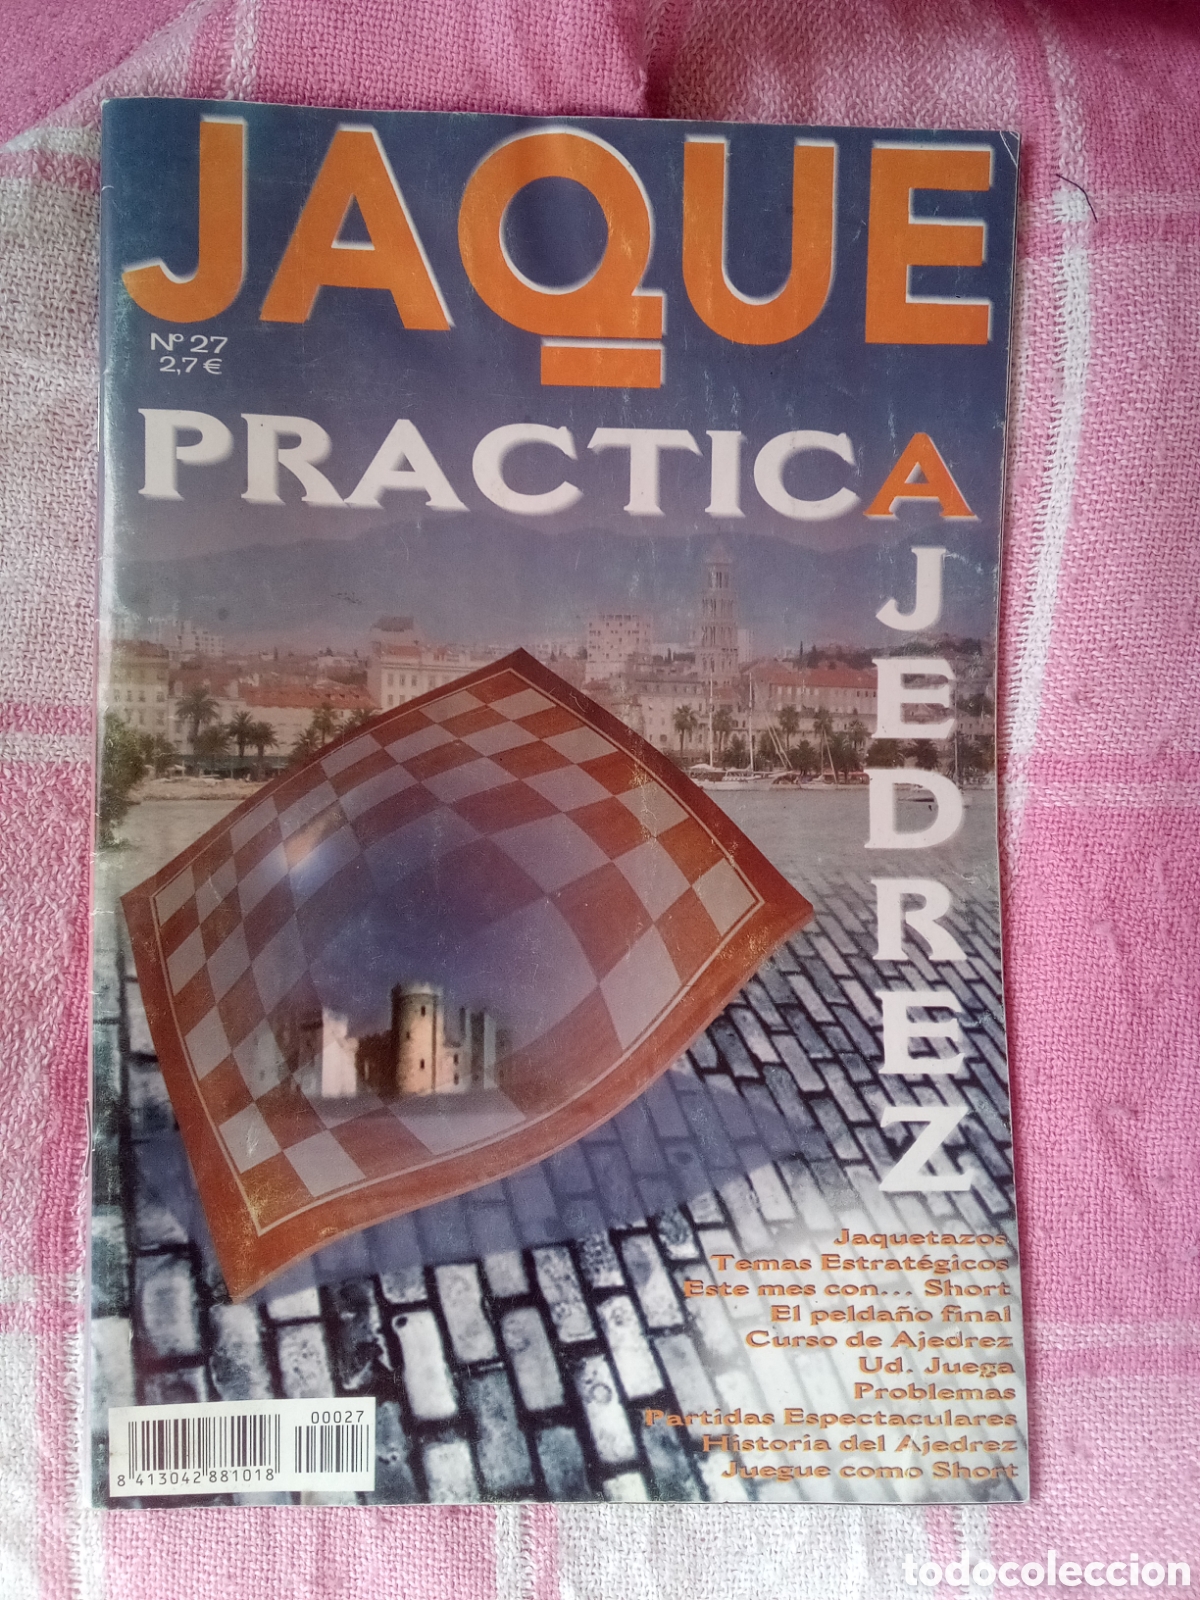 JAQUE
Nº 27
2,7 €
PRACTICA
AJEDREZ
Jaquetazos
Temas Estratégicos
Este mes con... Short
El peldaño final
Curso de Ajedrez
Ud. Juega
Problemas
Partidas Espectaculares
Historia del Ajedrez
Juegue como Short
00027
8 413042 881018
todocoleccion